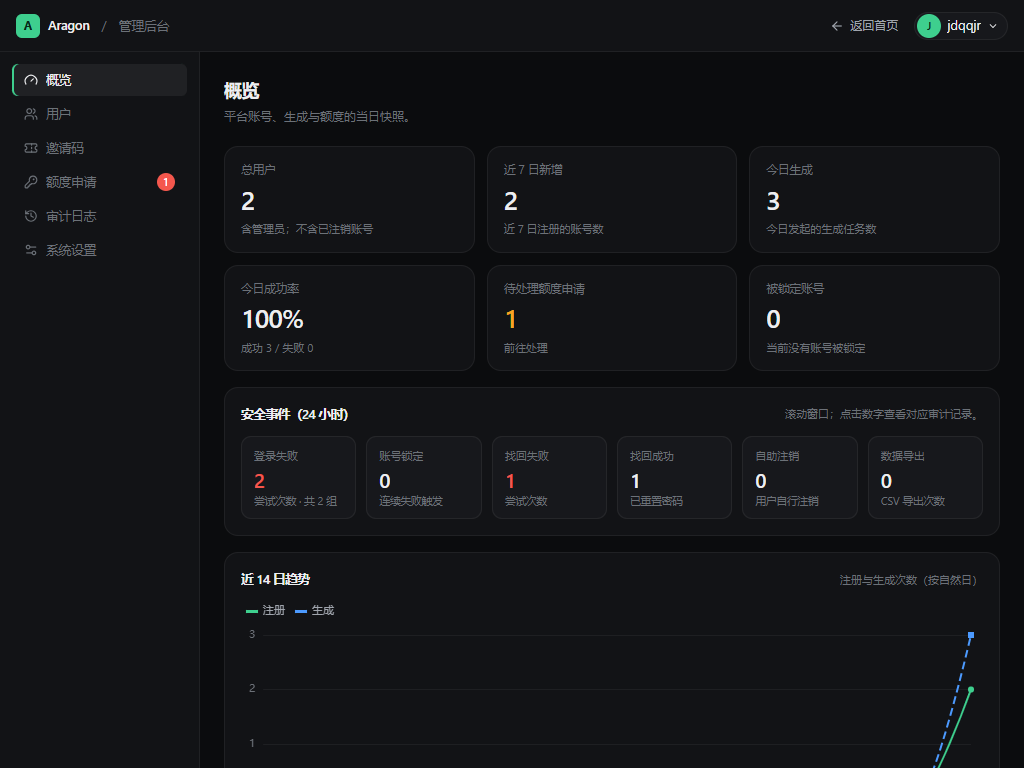 A Aragon / 管理后台
← 返回首页 J jdqqjr
概览
用户
邀请码
额度申请 1
审计日志
系统设置
概览
平台账号、生成与额度的当日快照。
总用户
2
含管理员；不含已注销账号
近 7 日新增
2
近 7 日注册的账号数
今日生成
3
今日发起的生成任务数
今日成功率
100%
成功 3 / 失败 0
待处理额度申请
1
前往处理
被锁定账号
0
当前没有账号被锁定
安全事件（24 小时）
滚动窗口；点击数字查看对应审计记录。
登录失败
2
尝试次数 · 共 2 组
账号锁定
0
连续失败触发
找回失败
1
尝试次数
找回成功
1
已重置密码
自助注销
0
用户自行注销
数据导出
0
CSV 导出次数
近 14 日趋势
注册与生成次数（按自然日）
注册 生成
3
2
1